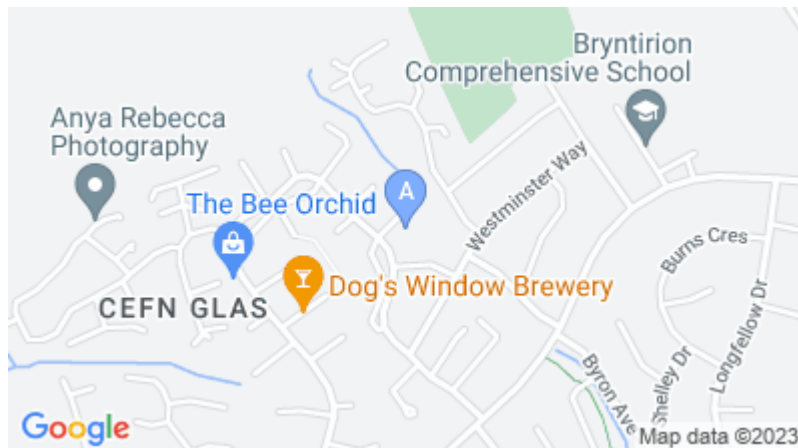 Bryntirion
Comprehensive School
Anya Rebecca
Photography
Westminster Way
The Bee Orchid
A
Burns Cres
Dog's Window Brewery
CEFN GLAS
Longfellow Dr
Byron Ave
Shelley Dr
Google
Map data ©2023